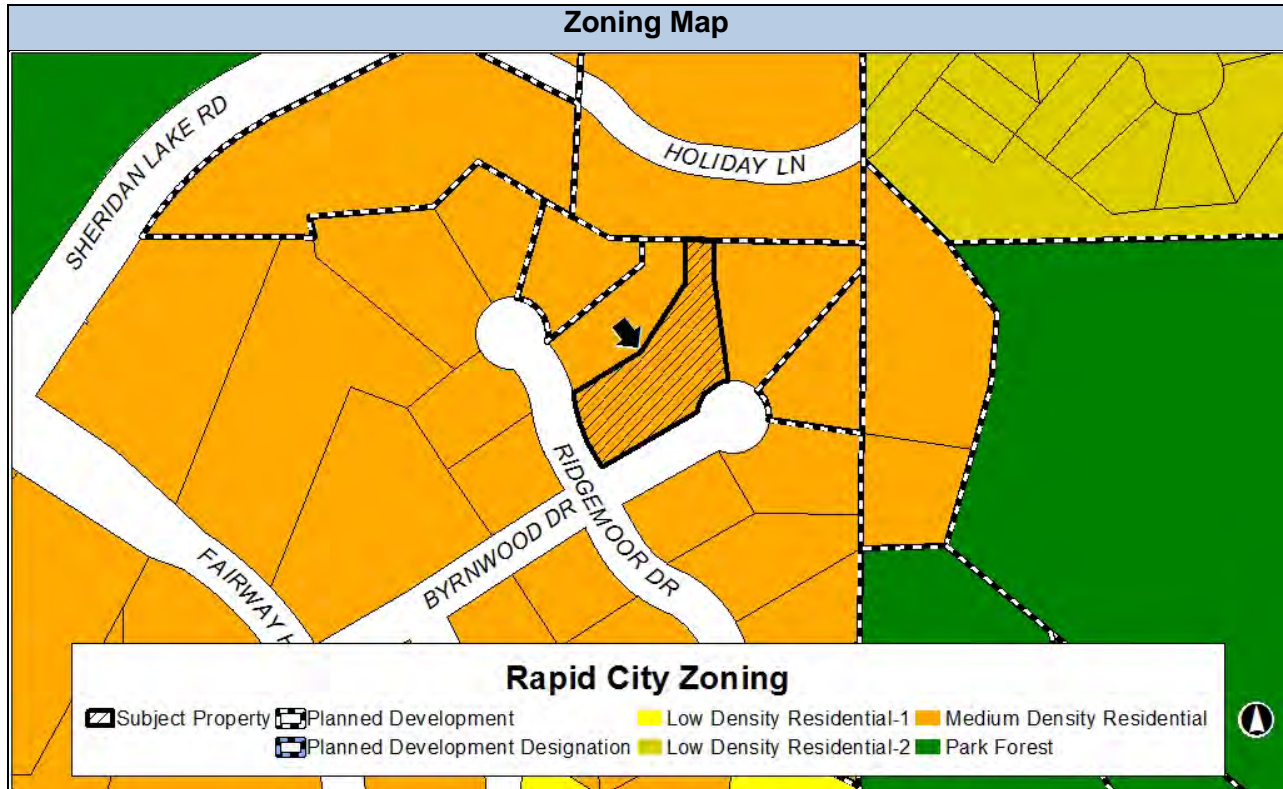 Zoning Map
SHERIDAN LAKE RD
HOLIDAY LN
RIDGEMOOR DR
BYRNWOOD DR
FAIRWAY
Rapid City Zoning
Subject Property Planned Development Low Density Residential-1 Medium Density Residential
Planned Development Designation Low Density Residential-2 Park Forest